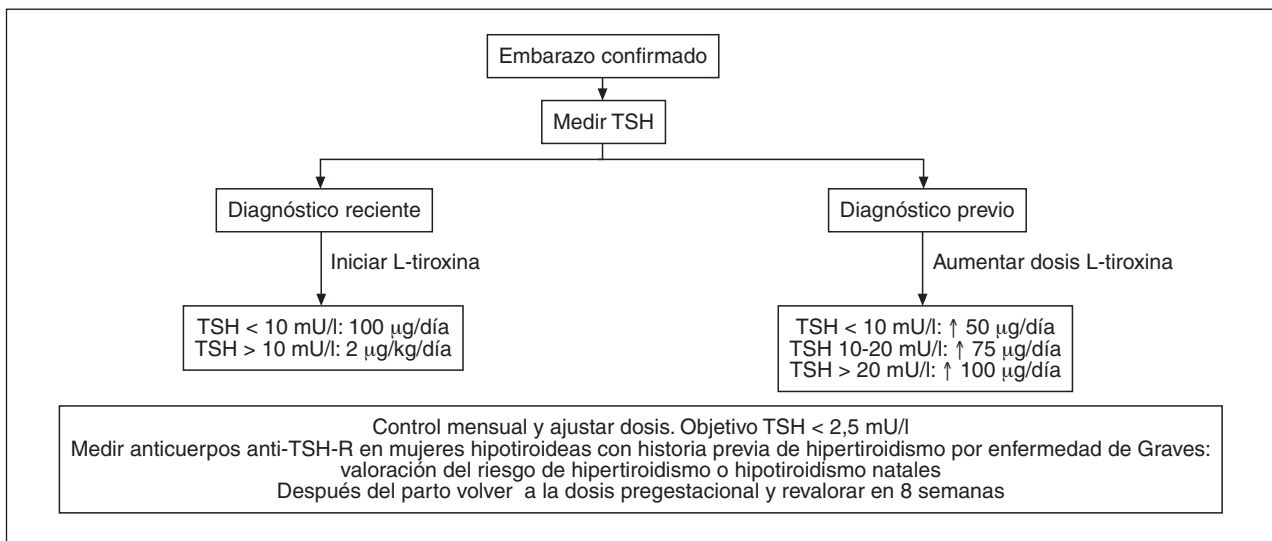 Embarazo confirmado
Medir TSH
Diagnóstico reciente
Diagnóstico previo
Iniciar L-tiroxina
Aumentar dosis L-tiroxina
TSH < 10 mU/l: 100 μg/día
TSH > 10 mU/l: 2 μg/kg/día
TSH < 10 mU/l: ↑ 50 μg/día
TSH 10-20 mU/l: ↑ 75 μg/día
TSH > 20 mU/l: ↑ 100 μg/día
Control mensual y ajustar dosis. Objetivo TSH < 2,5 mU/l
Medir anticuerpos anti-TSH-R en mujeres hipotiroideas con historia previa de hipertiroidismo por enfermedad de Graves:
valoración del riesgo de hipertiroidismo o hipotiroidismo natales
Después del parto volver a la dosis pregestacional y revalorar en 8 semanas